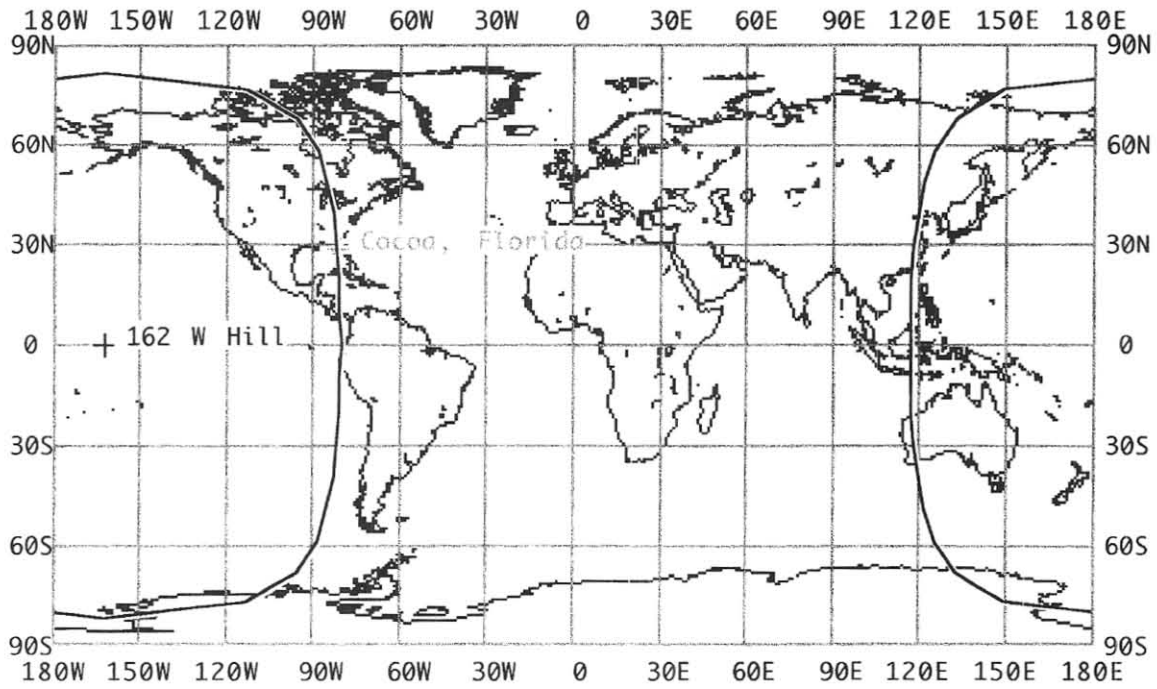 180W 150W 120W 90W 60W 30W 0 30E 60E 90E 120E 150E 180E
90N 90N
60N 60N
30N Cocoa, Florida 30N
0 162 W Hill 0
30S 30S
60S 60S
90S 90S
180W 150W 120W 90W 60W 30W 0 30E 60E 90E 120E 150E 180E